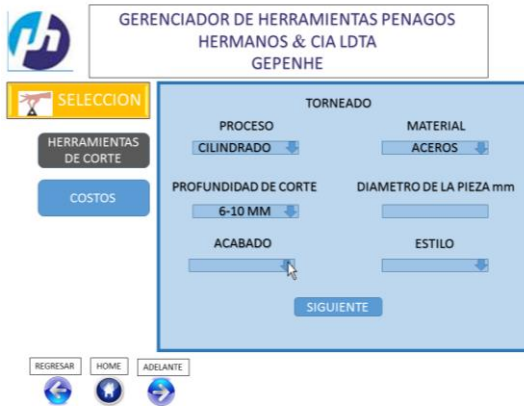 GERENCIADOR DE HERRAMIENTAS PENAGOS
HERMANOS & CIA LDTA
GEPENHE
SELECCION
HERRAMIENTAS
DE CORTE
COSTOS
TORNEADO
PROCESO
MATERIAL
CILINDRADO
ACEROS
PROFUNDIDAD DE CORTE
DIAMETRO DE LA PIEZA mm
6-10 MM
ACABADO
ESTILO
SIGUIENTE
REGRESAR
HOME
ADELANTE